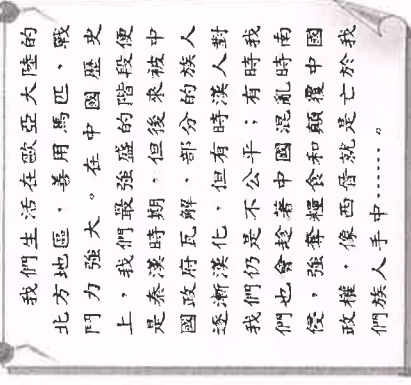 我們生活在歐亞大陸的
北方地區，善用馬匹，戰
鬥力強大。在中國歷史
上，我們最強盛的階段便
是秦漢時期，但後來被中
國政府瓦解，部分的族人
逐漸漢化，但有時漢人對
我們仍是不公平；有時我
們也會趁著中國混亂時南
侵，強奪糧食和顛覆中國
政權，像西晉就是亡於我
們族人手中……。